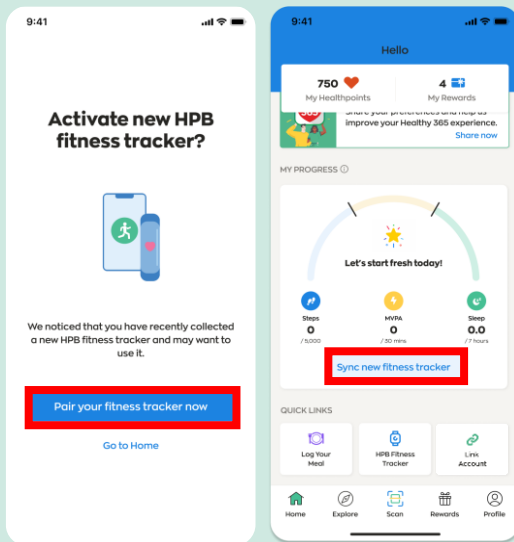 9:41
Activate new HPB
fitness tracker?
We noticed that you have recently collected
a new HPB fitness tracker and may want to
use it.
Pair your fitness tracker now
Go to Home
9:41
Hello
750
4
My Healthpoints
My Rewards
365
Share your preferences and help us
improve your Healthy 365 experience.
Share now
MY PROGRESS
Let's start fresh today!
Steps
MVPA
Sleep
0
0
0.0
/ 5,000
/ 30 mins
/ 7 hours
Sync new fitness tracker
QUICK LINKS
Log Your
Meal
HPB Fitness
Tracker
Link
Account
Home
Explore
Scan
Rewards
Profile